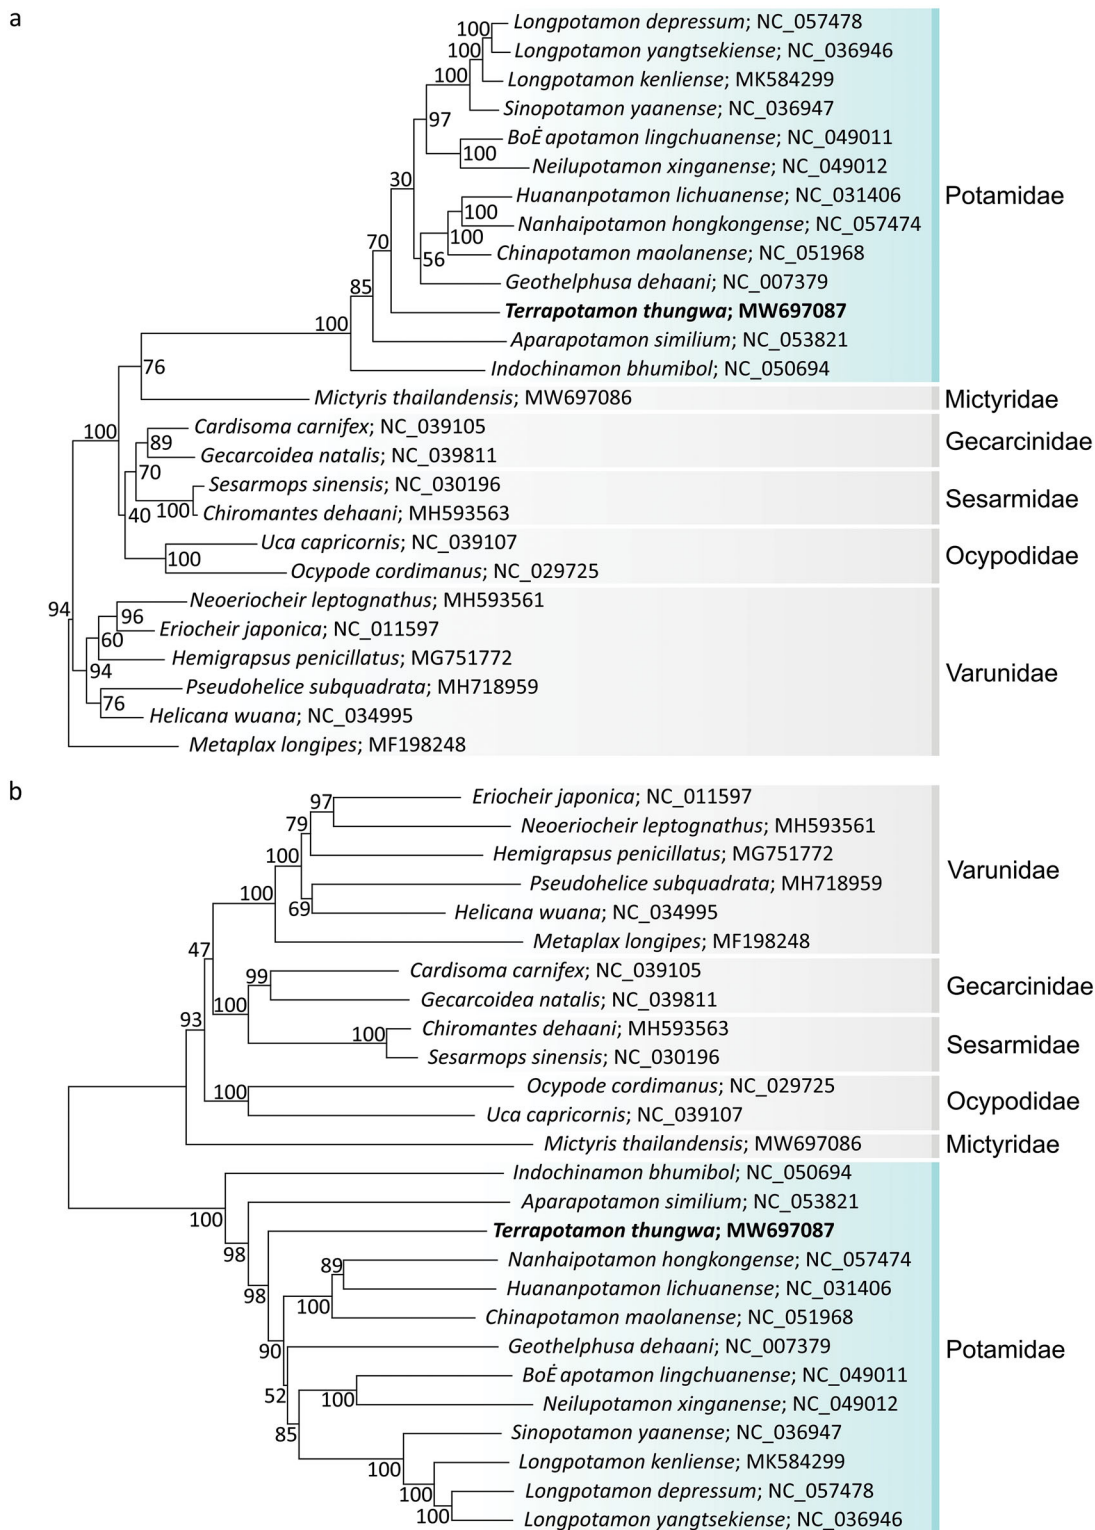 a
100 Longpotamon depressum; NC_057478
100 Longpotamon yangtsekiense; NC_036946
100 Longpotamon kenliense; MK584299
Sinopotamon yaanense; NC_036947
97 BoĖapotamon lingchuanense; NC_049011
100 Neilupotamon xinganense; NC_049012
30 Huananpotamon lichuanense; NC_031406
Potamidae
100 Nanhaipotamon hongkongense; NC_057474
100
70 56 Chinapotamon maolanense; NC_051968
85 Geothelphusa dehaani; NC_007379
Terrapotamon thungwa; MW697087
100 Aparapotamon similium; NC_053821
76 Indochinamon bhumibol; NC_050694
Mictyris thailandensis; MW697086 Mictyridae
100 Cardisoma carnifex; NC_039105
89 Gecarcinidae
Gecarcoidea natalis; NC_039811
70 Sesarmops sinensis; NC_030196
Sesarmidae
40 100 Chiromantes dehaani; MH593563
Uca capricornis; NC_039107
100 Ocypodidae
Ocypode cordimanus; NC_029725
94 Neoeriocheir leptognathus; MH593561
96 Eriocheir japonica; NC_011597
60 Hemigrapsus penicillatus; MG751772
94 Varunidae
Pseudohelice subquadrata; MH718959
76 Helicana wuana; NC_034995
Metaplax longipes; MF198248
b
97 Eriocheir japonica; NC_011597
79 Neoeriocheir leptognathus; MH593561
100 Hemigrapsus penicillatus; MG751772
Varunidae
100 Pseudohelice subquadrata; MH718959
69 Helicana wuana; NC_034995
47 Metaplax longipes; MF198248
99 Cardisoma carnifex; NC_039105
Gecarcinidae
100 Gecarcoidea natalis; NC_039811
93 100 Chiromantes dehaani; MH593563
Sesarmidae
Sesarmops sinensis; NC_030196
100 Ocypode cordimanus; NC_029725
Ocypodidae
Uca capricornis; NC_039107
Mictyris thailandensis; MW697086 Mictyridae
Indochinamon bhumibol; NC_050694
100 Aparapotamon similium; NC_053821
98 Terrapotamon thungwa; MW697087
89 Nanhaipotamon hongkongense; NC_057474
98 100 Huananpotamon lichuanense; NC_031406
Chinapotamon maolanense; NC_051968
90 Geothelphusa dehaani; NC_007379
Potamidae
BoĖapotamon lingchuanense; NC_049011
52 100 Neilupotamon xinganense; NC_049012
85 Sinopotamon yaanense; NC_036947
100 Longpotamon kenliense; MK584299
100 Longpotamon depressum; NC_057478
100 Longpotamon yangtsekiense; NC_036946